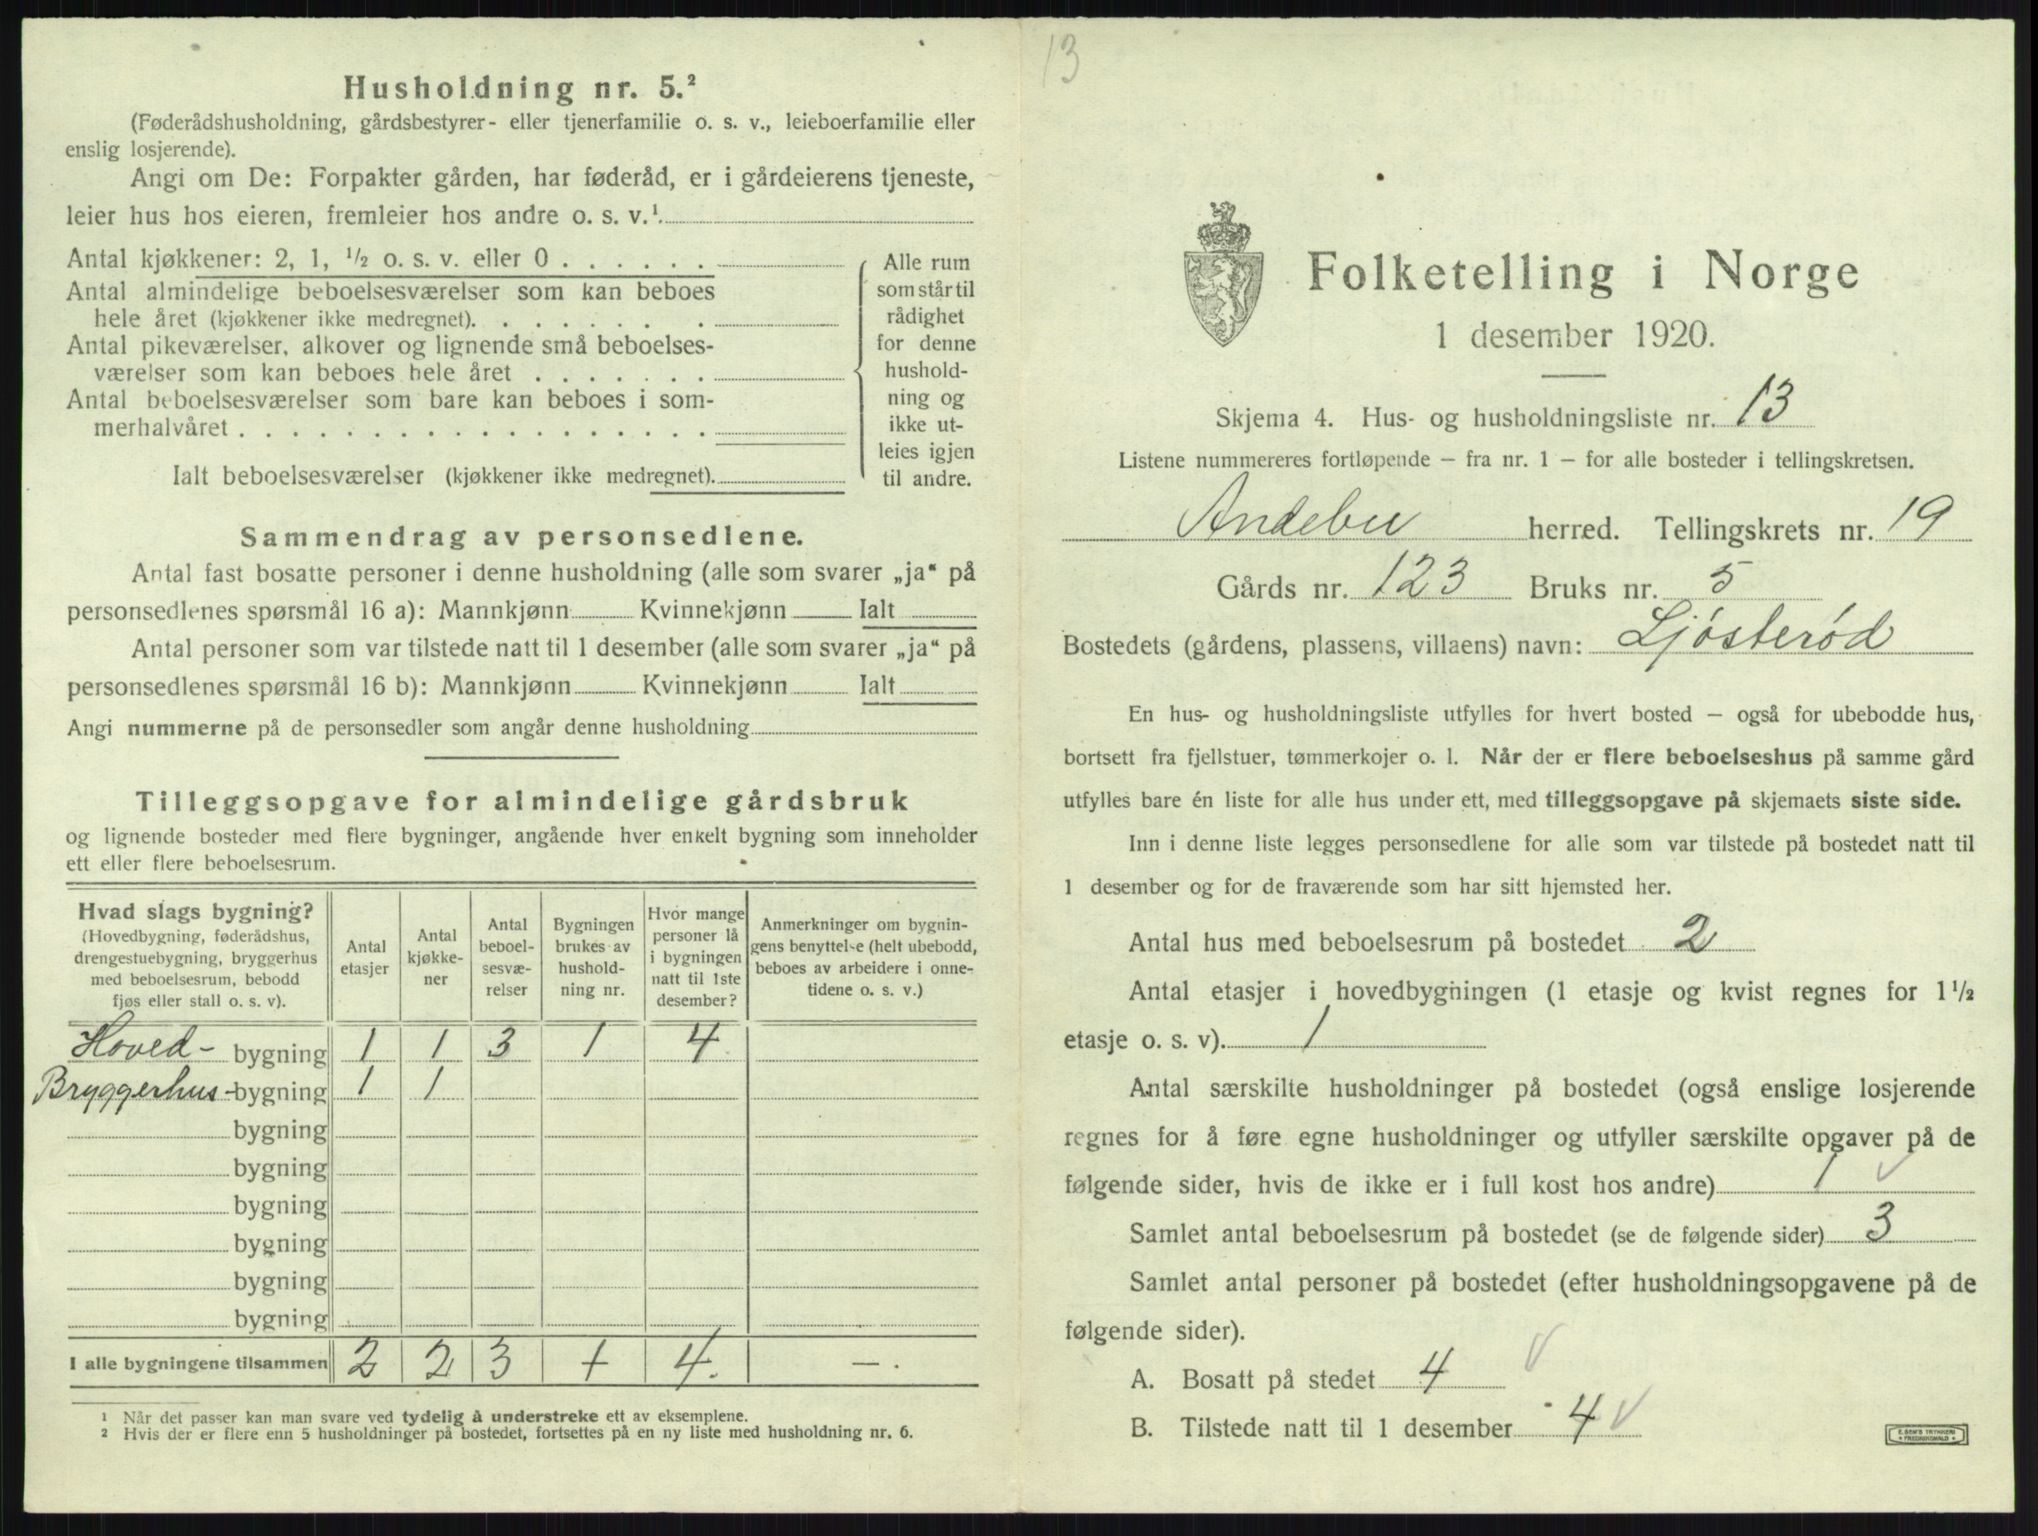 Husholdning nr. 5.²
(Føderådshusholdning, gårdsbestyrer- eller tjenerfamilie o. s. v., leieboerfamilie eller
enslig losjerende).
Angi om De: Forpakter gården, har føderåd, er i gårdeierens tjeneste,
leier hus hos eieren, fremleier hos andre o. s. v.¹
Antal kjøkkener: 2, 1, ½ o. s. v. eller 0
Antal almindelige beboelsesværelser som kan beboes
hele året (kjøkkener ikke medregnet).
Antal pikeværelser, alkover og lignende små beboelses-
værelser som kan beboes hele året
Antal beboelsesværelser som bare kan beboes i som-
merhalvåret
Ialt beboelsesværelser (kjøkkener ikke medregnet).
Alle rum
som står til
rådighet
for denne
hushold-
ning og
ikke ut-
leies igjen
til andre.
Sammendrag av personsedlene.
Antal fast bosatte personer i denne husholdning (alle som svarer „ja“ på
personsedlenes spørsmål 16 a): Mannkjønn Kvinnekjønn Ialt
Antal personer som var tilstede natt til 1 desember (alle som svarer „ja“ på
personsedlenes spørsmål 16 b): Mannkjønn Kvinnekjønn Ialt
Angi nummerne på de personsedler som angår denne husholdning
Tilleggsopgave for almindelige gårdsbruk
og lignende bosteder med flere bygninger, angående hver enkelt bygning som inneholder
ett eller flere beboelsesrum.
Hvad slags bygning?
(Hovedbygning, føderådshus,
drengestuebygning, bryggerhus
med beboelsesrum, bebodd
fjøs eller stall o. s. v).
Antal
etasjer
Antal
kjøkke-
ner
Antal
beboel-
sesvæ-
relser
Bygningen
brukes av
hushold-
ning nr.
Hvor mange
personer lå
i bygningen
natt til 1ste
desember?
Anmerkninger om bygnin-
gens benyttelse (helt ubebodd,
beboes av arbeidere i onne-
tidene o. s. v.)
Hoved- bygning 1 1 3 1 4
Bryggerhus- bygning 1 1
bygning
bygning
bygning
bygning
bygning
bygning
I alle bygningene tilsammen 2 2 3 1 4. - .
¹ Når det passer kan man svare ved tydelig å understreke ett av eksemplene.
² Hvis der er flere enn 5 husholdninger på bostedet, fortsettes på en ny liste med husholdning nr. 6.
13
Folketelling i Norge
1 desember 1920.
Skjema 4. Hus- og husholdningsliste nr. 13
Listene nummereres fortløpende – fra nr. 1 – for alle bosteder i tellingskretsen.
Andebu herred. Tellingskrets nr. 19
Gårds nr. 123 Bruks nr. 5
Bostedets (gårdens, plassens, villaens) navn: Ljøsterød
En hus- og husholdningsliste utfylles for hvert bosted – også for ubebodde hus,
bortsett fra fjellstuer, tømmerkojer o. l. Når der er flere beboelseshus på samme gård
utfylles bare én liste for alle hus under ett, med tilleggsopgave på skjemaets siste side.
Inn i denne liste legges personsedlene for alle som var tilstede på bostedet natt til
1 desember og for de fraværende som har sitt hjemsted her.
Antal hus med beboelsesrum på bostedet 2
Antal etasjer i hovedbygningen (1 etasje og kvist regnes for 1½
etasje o. s. v). 1
Antal særskilte husholdninger på bostedet (også enslige losjerende
regnes for å føre egne husholdninger og utfyller særskilte opgaver på de
følgende sider, hvis de ikke er i full kost hos andre) 1 ✓
Samlet antal beboelsesrum på bostedet (se de følgende sider) 3
Samlet antal personer på bostedet (efter husholdningsopgavene på de
følgende sider).
A. Bosatt på stedet 4 ✓
B. Tilstede natt til 1 desember 4 ✓
E. SEM'S TRYKKERI
FREDRIKSHALD